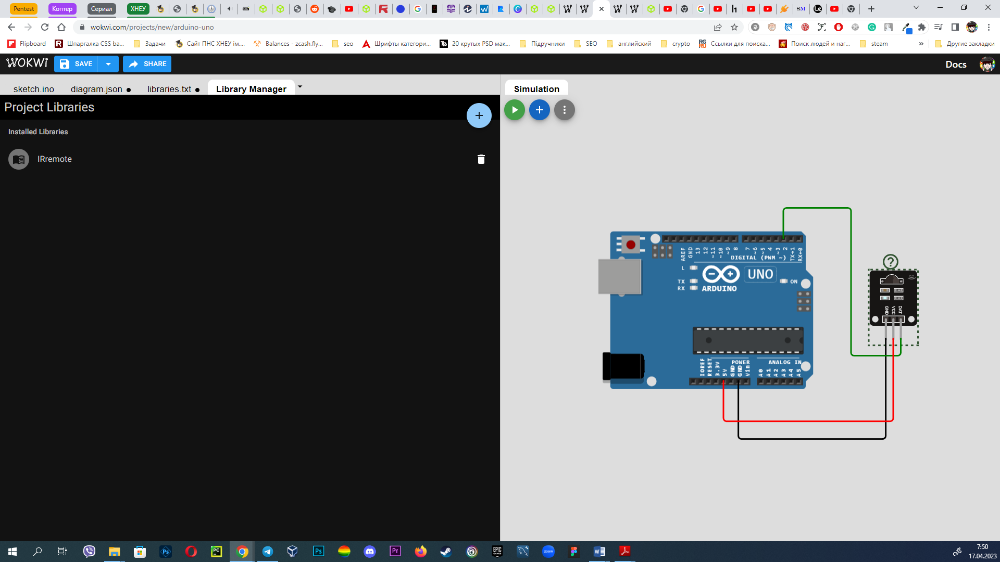 Pentest
Коптер
Сериал
ХНЕУ
wokwi.com/projects/new/arduino-uno
Flipboard
Шпаргалка CSS ba...
Задачи
Сайт ПНС ХНЕУ ім....
Balances - zcash.fly...
seo
Шрифты категори...
20 крутых PSD мак...
Підручники
SEO
английский
crypto
Ссылки для поиска...
Поиск людей и наг...
steam
»
Другие закладки
WOKWi
SAVE
SHARE
Docs
sketch.ino
diagram.json ●
libraries.txt ●
Library Manager
Simulation
Project Libraries
Installed Libraries
IRremote
AREF
GND
13
12
~11
~10
~9
8
7
~6
~5
4
~3
2
TX→1
RX←0
DIGITAL (PWM ~)
L
TX
RX
UNO
ARDUINO
ON
IOREF
RESET
3.3V
5V
GND
GND
Vin
POWER
ANALOG IN
A0
A1
A2
A3
A4
A5
?
GND
VCC
DAT
7:50
17.04.2023